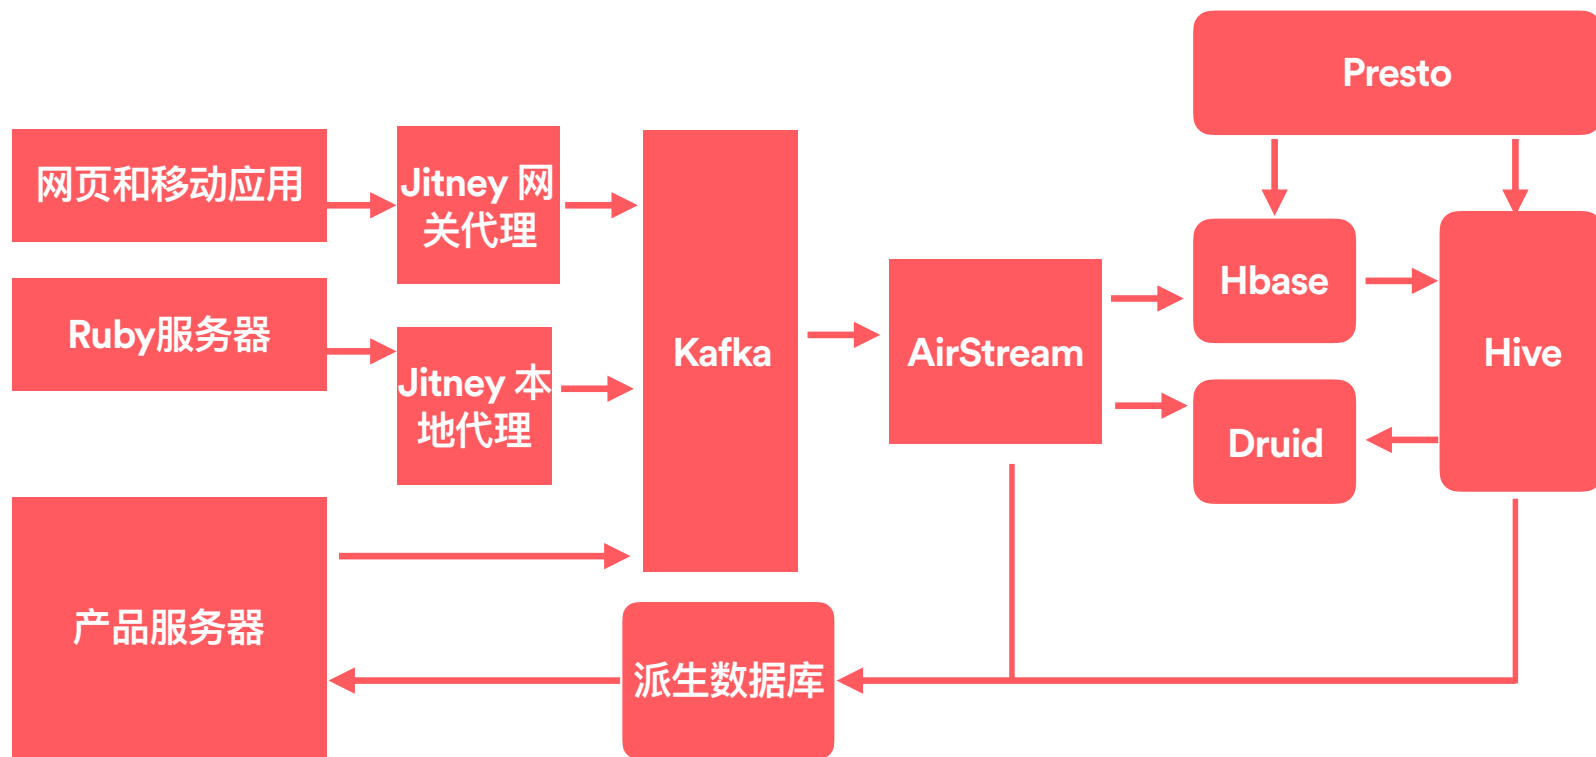 Presto
网页和移动应用
Jitney 网
关代理
Ruby服务器
Jitney 本
地代理
Kafka
AirStream
Hbase
Druid
Hive
产品服务器
派生数据库